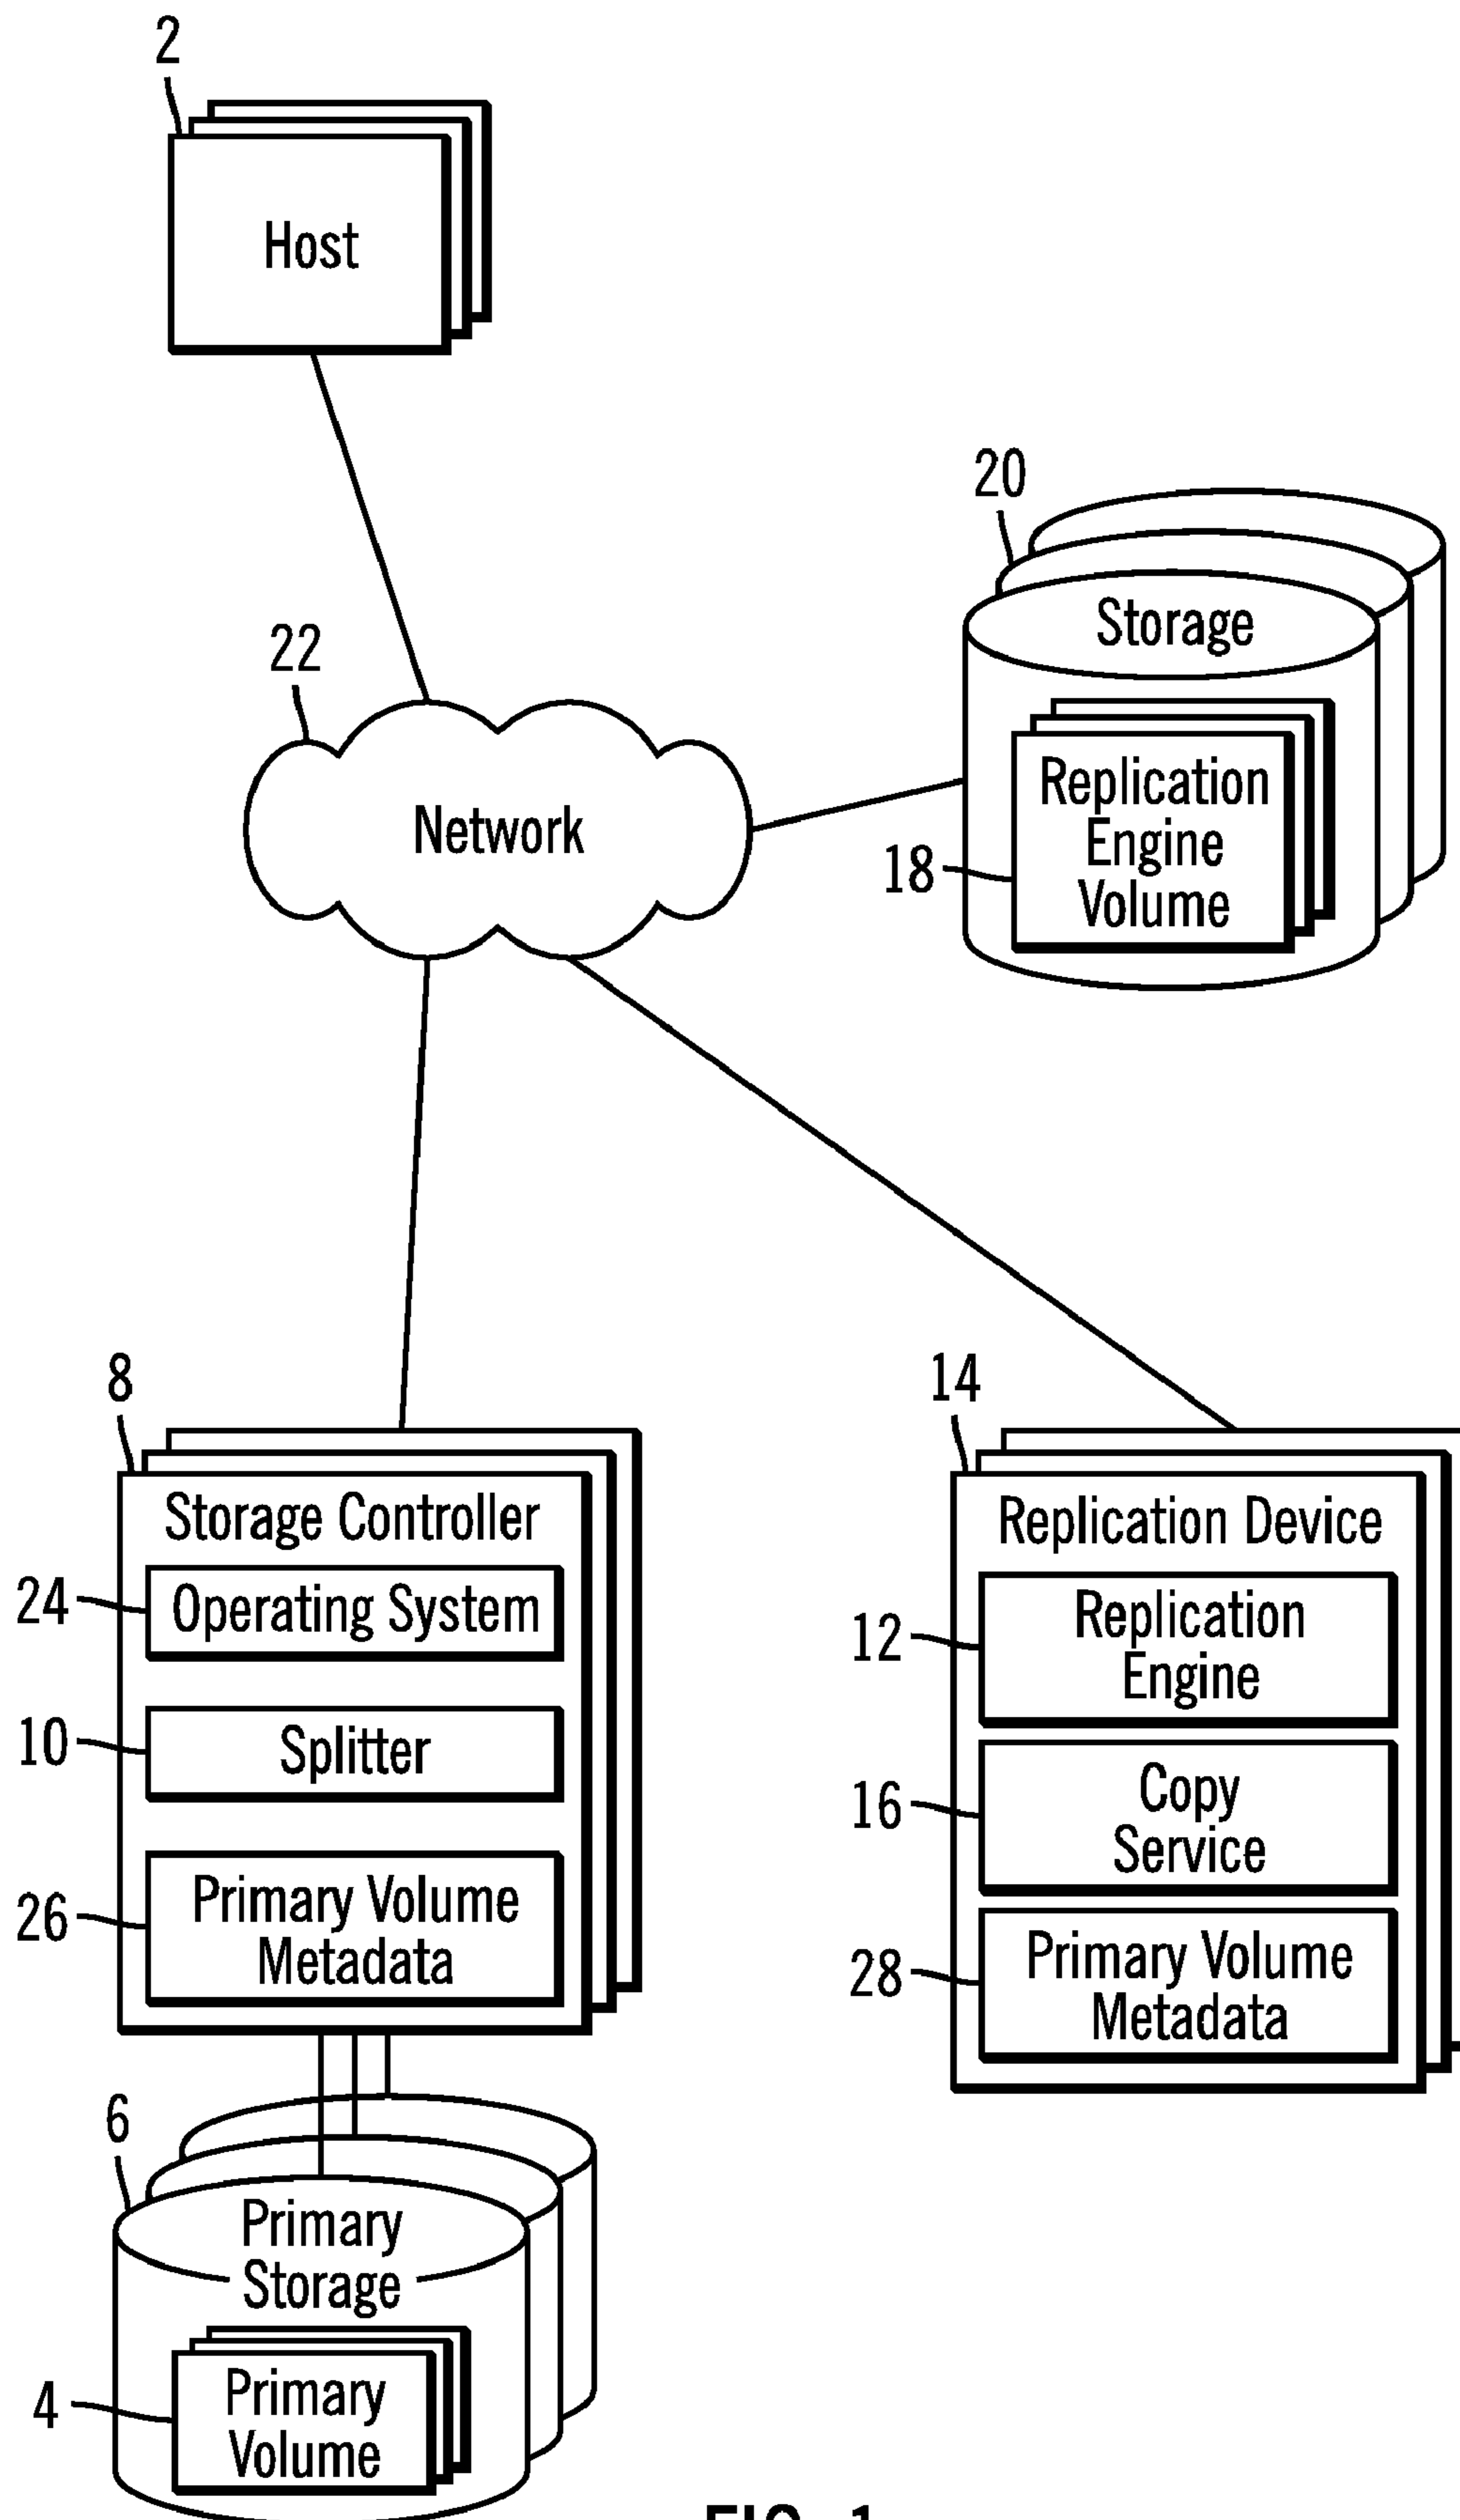 2
Host
20
Storage
22
Network
Replication
Engine
Volume
18
8
Storage Controller
24
Operating System
10
Splitter
26
Primary Volume
Metadata
14
Replication Device
12
Replication
Engine
16
Copy
Service
28
Primary Volume
Metadata
6
Primary
Storage
4
Primary
Volume
FIG. 1